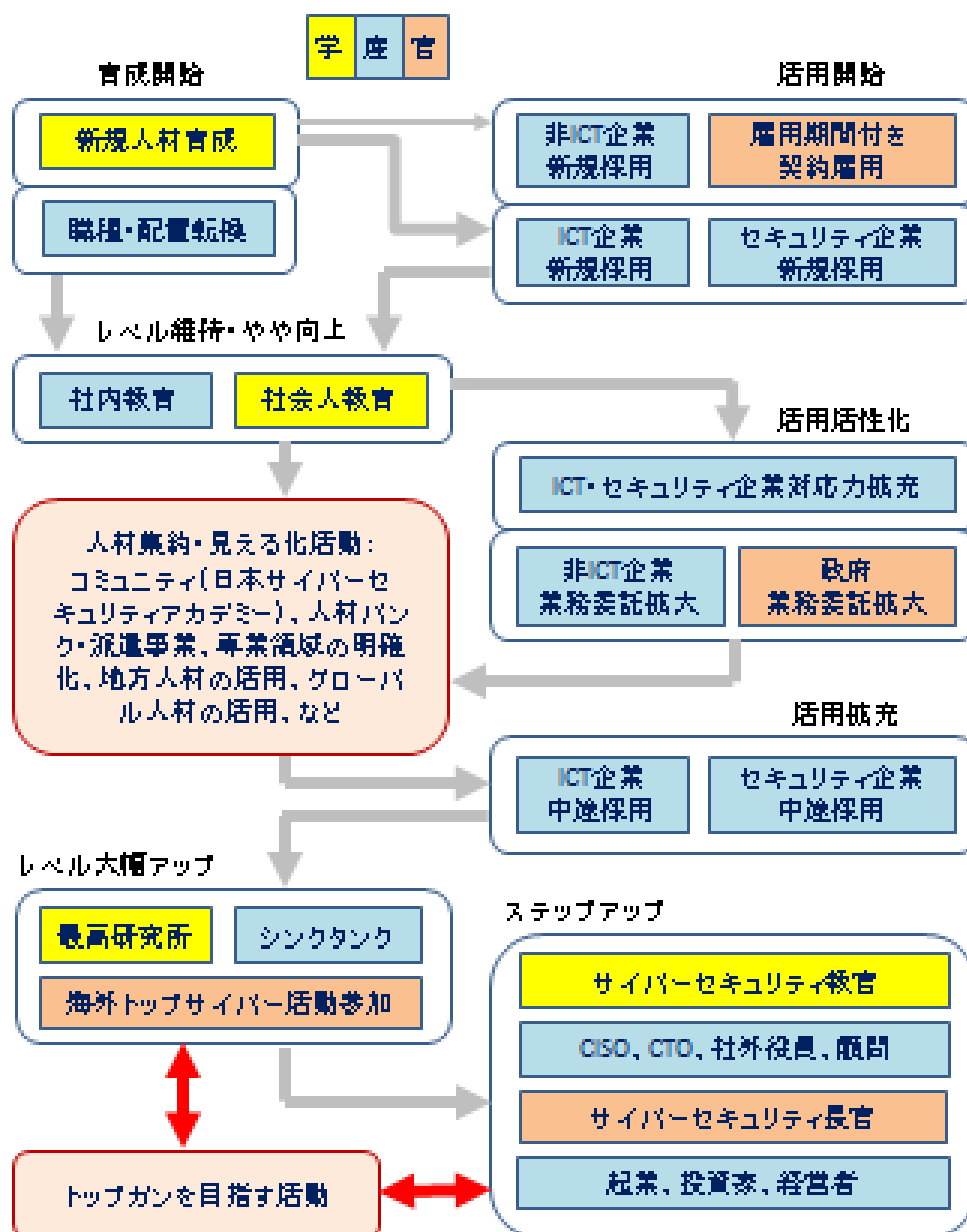 学 産 官
育成開始
活用開始
新規人材育成
職種・配置転換
非ICT企業
新規採用
雇用期間付き
契約雇用
ICT企業
新規採用
セキュリティ企業
新規採用
レベル維持・やや向上
社内教育
社会人教育
活用活性化
ICT・セキュリティ企業対応力拡充
非ICT企業
業務委託拡大
政府
業務委託拡大
人材集約・見える化活動：
コミュニティ(日本サイバーセ
キュリティアカデミー)、人材バン
ク・派遣事業、専業領域の明確
化、地方人材の活用、グローバ
ル人材の活用、など
活用拡充
ICT企業
中途採用
セキュリティ企業
中途採用
レベル大幅アップ
最高研究所
シンクタンク
海外トップサイバー活動参加
ステップアップ
サイバーセキュリティ教官
CISO、CTO、社外役員、顧問
サイバーセキュリティ長官
起業、投資家、経営者
トップガンを目指す活動